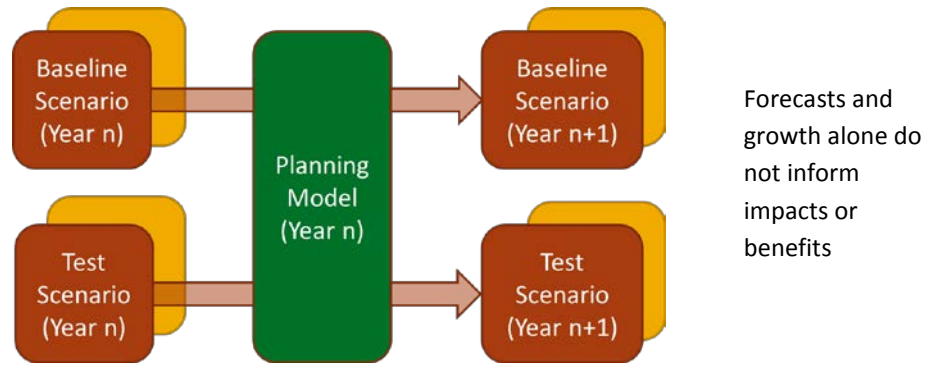 Baseline
Scenario
(Year n)
Planning
Model
(Year n)
Baseline
Scenario
(Year n+1)
Test
Scenario
(Year n)
Test
Scenario
(Year n+1)
Forecasts and
growth alone do
not inform
impacts or
benefits